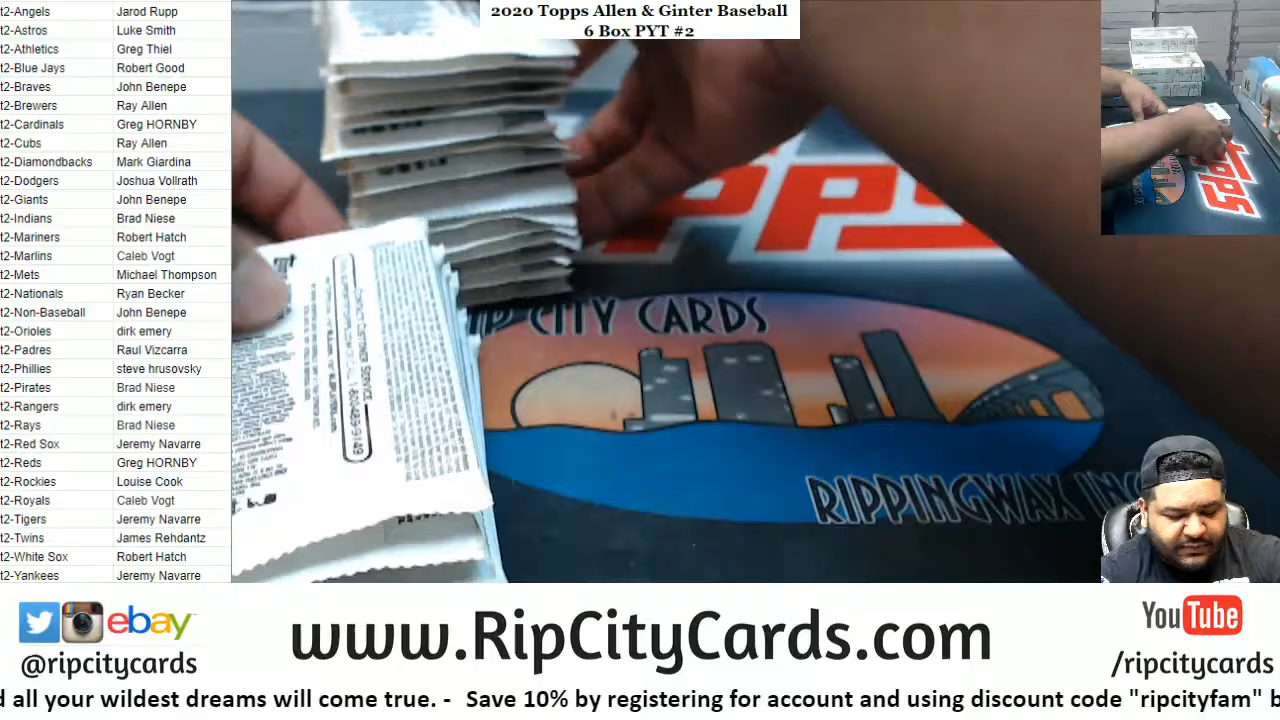 2020 Topps Allen & Ginter Baseball
6 Box PYT #2
t2-Angels Jarod Rupp
t2-Astros Luke Smith
t2-Athletics Greg Thiel
t2-Blue Jays Robert Good
t2-Braves John Benepe
t2-Brewers Ray Allen
t2-Cardinals Greg HORNBY
t2-Cubs Ray Allen
t2-Diamondbacks Mark Giardina
t2-Dodgers Joshua Vollrath
t2-Giants John Benepe
t2-Indians Brad Niese
t2-Mariners Robert Hatch
t2-Marlins Caleb Vogt
t2-Mets Michael Thompson
t2-Nationals Ryan Becker
t2-Non-Baseball John Benepe
t2-Orioles dirk emery
t2-Padres Raul Vizcarra
t2-Phillies steve hrusovsky
t2-Pirates Brad Niese
t2-Rangers dirk emery
t2-Rays Brad Niese
t2-Red Sox Jeremy Navarre
t2-Reds Greg HORNBY
t2-Rockies Louise Cook
t2-Royals Caleb Vogt
t2-Tigers Jeremy Navarre
t2-Twins James Rehdantz
t2-White Sox Robert Hatch
t2-Yankees Jeremy Navarre
PPS
IP CITY CARDS
RIPPINGWAX INC
ebay
@ripcitycards
www.RipCityCards.com
YouTube
/ripcitycards
d all your wildest dreams will come true. - Save 10% by registering for account and using discount code "ripcityfam" b